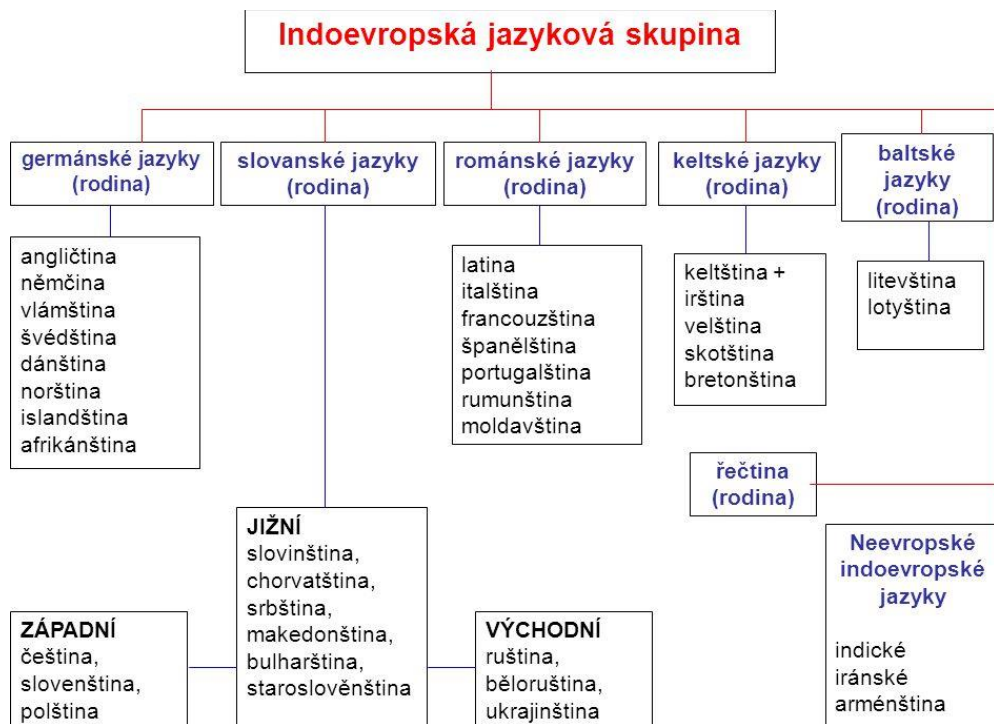 Indoevropská jazyková skupina
germánské jazyky
(rodina)
angličtina
němčina
vlámština
švédština
dánština
norština
islandština
afrikánština
slovanské jazyky
(rodina)
ZÁPADNÍ
čeština,
slovenština,
polština
JIŽNÍ
slovinština,
chorvatština,
srbština,
makedonština,
bulharština,
staroslověnština
VÝCHODNÍ
ruština,
běloruština,
ukrajinština
románské jazyky
(rodina)
latina
italština
francouzština
španělština
portugalština
rumunština
moldavština
keltské jazyky
(rodina)
keltština +
irština
velština
skotština
bretonština
baltské
jazyky
(rodina)
litevština
lotyština
řečtina
(rodina)
Neevropské
indoevropské
jazyky
indické
iránské
arménština